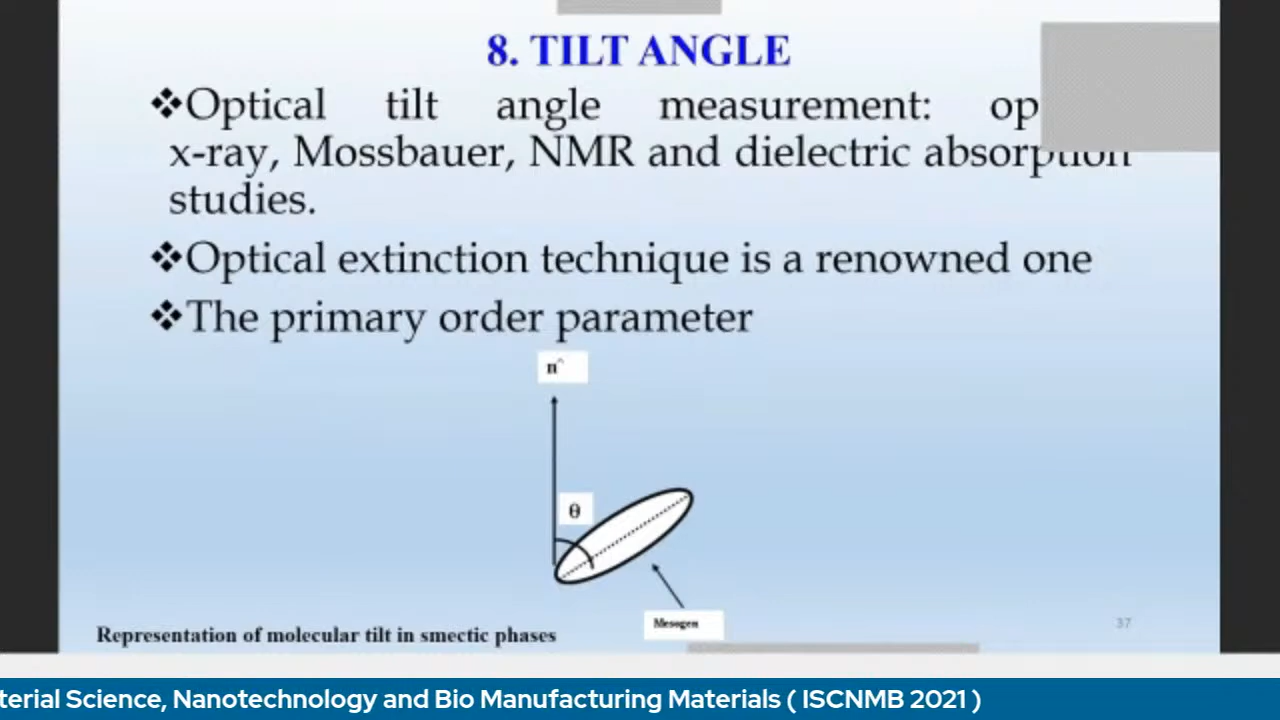 8. TILT ANGLE
❖Optical tilt angle measurement:
x-ray, Mossbauer, NMR and dielectric absorption
studies.
❖Optical extinction technique is a renowned one
❖The primary order parameter
n^
θ
Mesogen
Representation of molecular tilt in smectic phases
37
terial Science, Nanotechnology and Bio Manufacturing Materials ( ISCNMB 2021 )